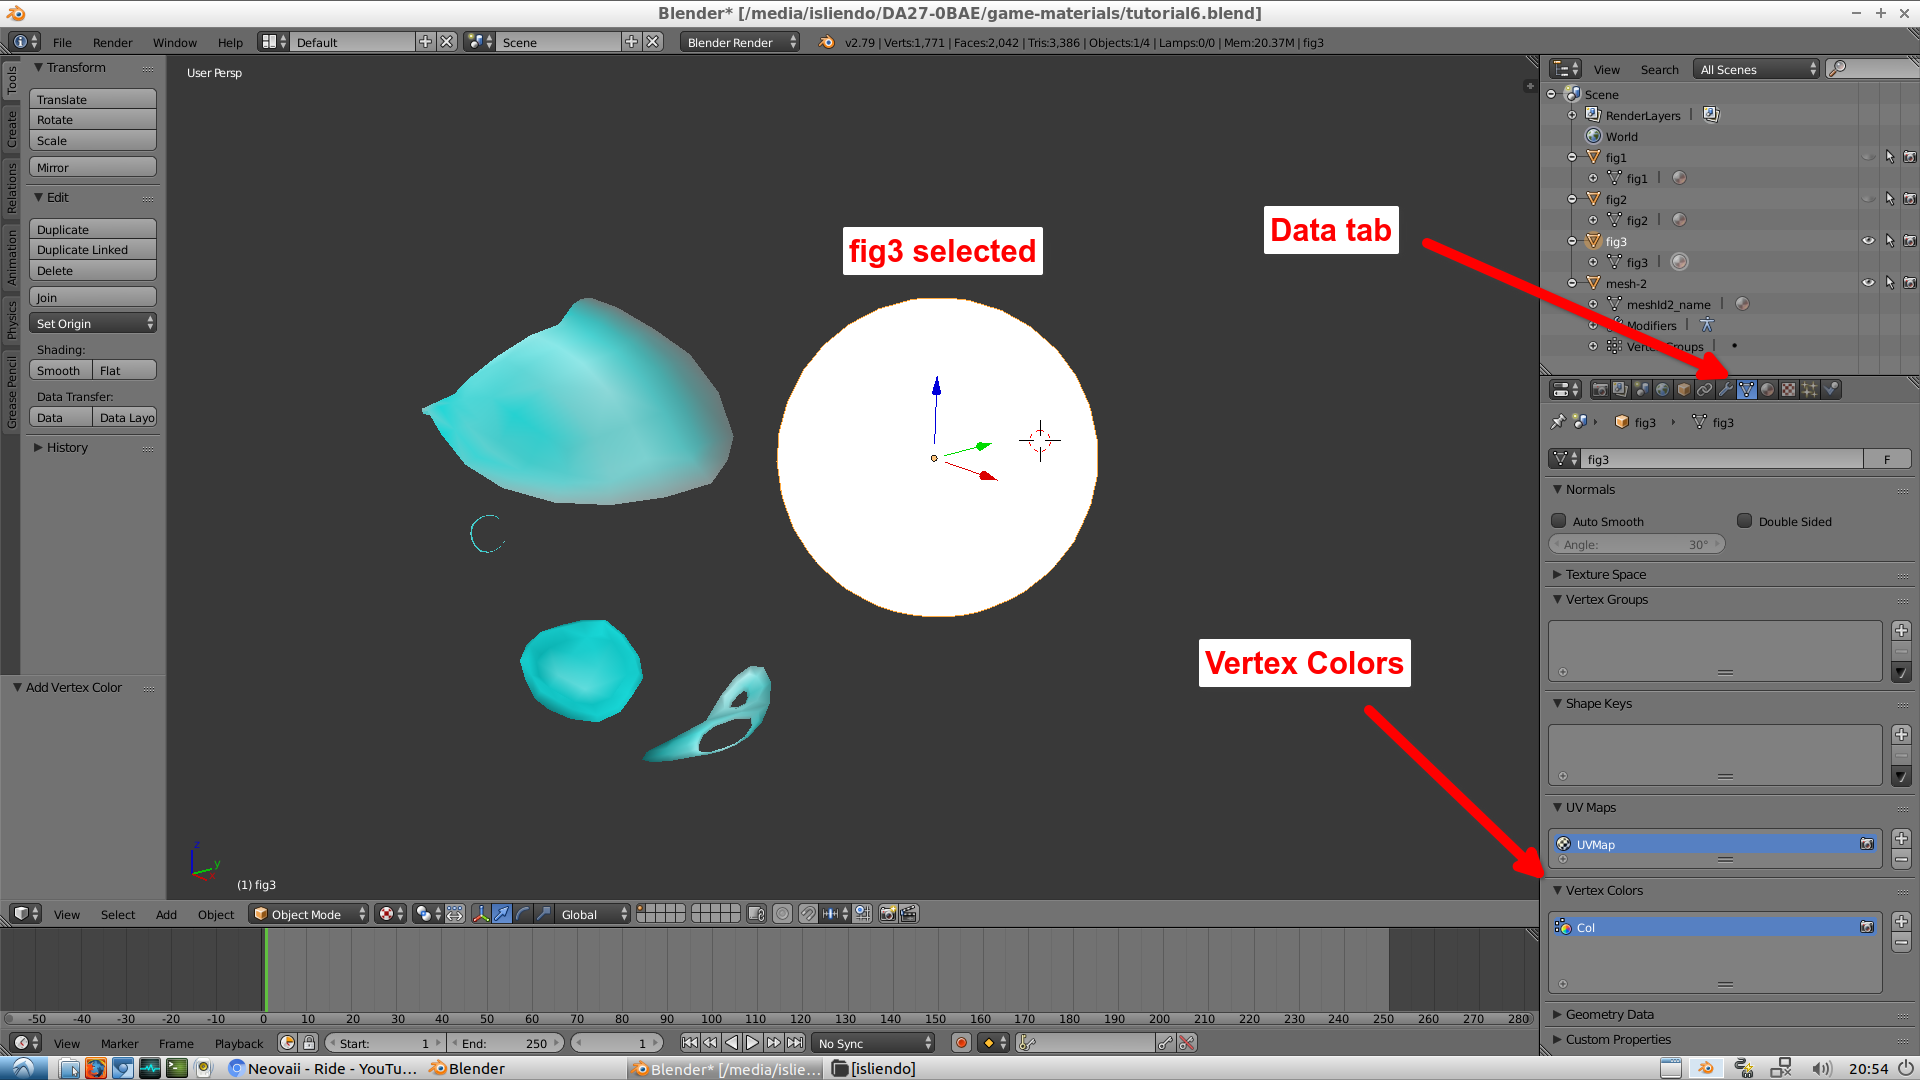 Blender* [/media/isliendo/DA27-0BAE/game-materials/tutorial6.blend]
File Render Window Help Default Scene Blender Render v2.79 | Verts:1,771 | Faces:2,042 | Tris:3,386 | Objects:1/4 | Lamps:0/0 | Mem:20.37M | fig3
Tools
Create
Relations
Animation
Physics
Grease Pencil
Transform
Translate
Rotate
Scale
Mirror
Edit
Duplicate
Duplicate Linked
Delete
Join
Set Origin
Shading:
Smooth Flat
Data Transfer:
Data Data Layo
History
Add Vertex Color
User Persp
fig3 selected
Data tab
Vertex Colors
z
y
x
(1) fig3
View Select Add Object Object Mode Global
View Search All Scenes
Scene
RenderLayers
World
fig1
fig1
fig2
fig2
fig3
fig3
mesh-2
meshId2_name
Modifiers
Vertex Groups
fig3 fig3
fig3 F
Normals
Auto Smooth Double Sided
Angle: 30°
Texture Space
Vertex Groups
Shape Keys
UV Maps
UVMap
Vertex Colors
Col
Geometry Data
Custom Properties
-50 -40 -30 -20 -10 0 10 20 30 40 50 60 70 80 90 100 110 120 130 140 150 160 170 180 190 200 210 220 230 240 250 260 270 280
View Marker Frame Playback Start: 1 End: 250 1 No Sync
Neovaii - Ride - YouTu... Blender Blender* [/media/islie... [isliendo] 20:54